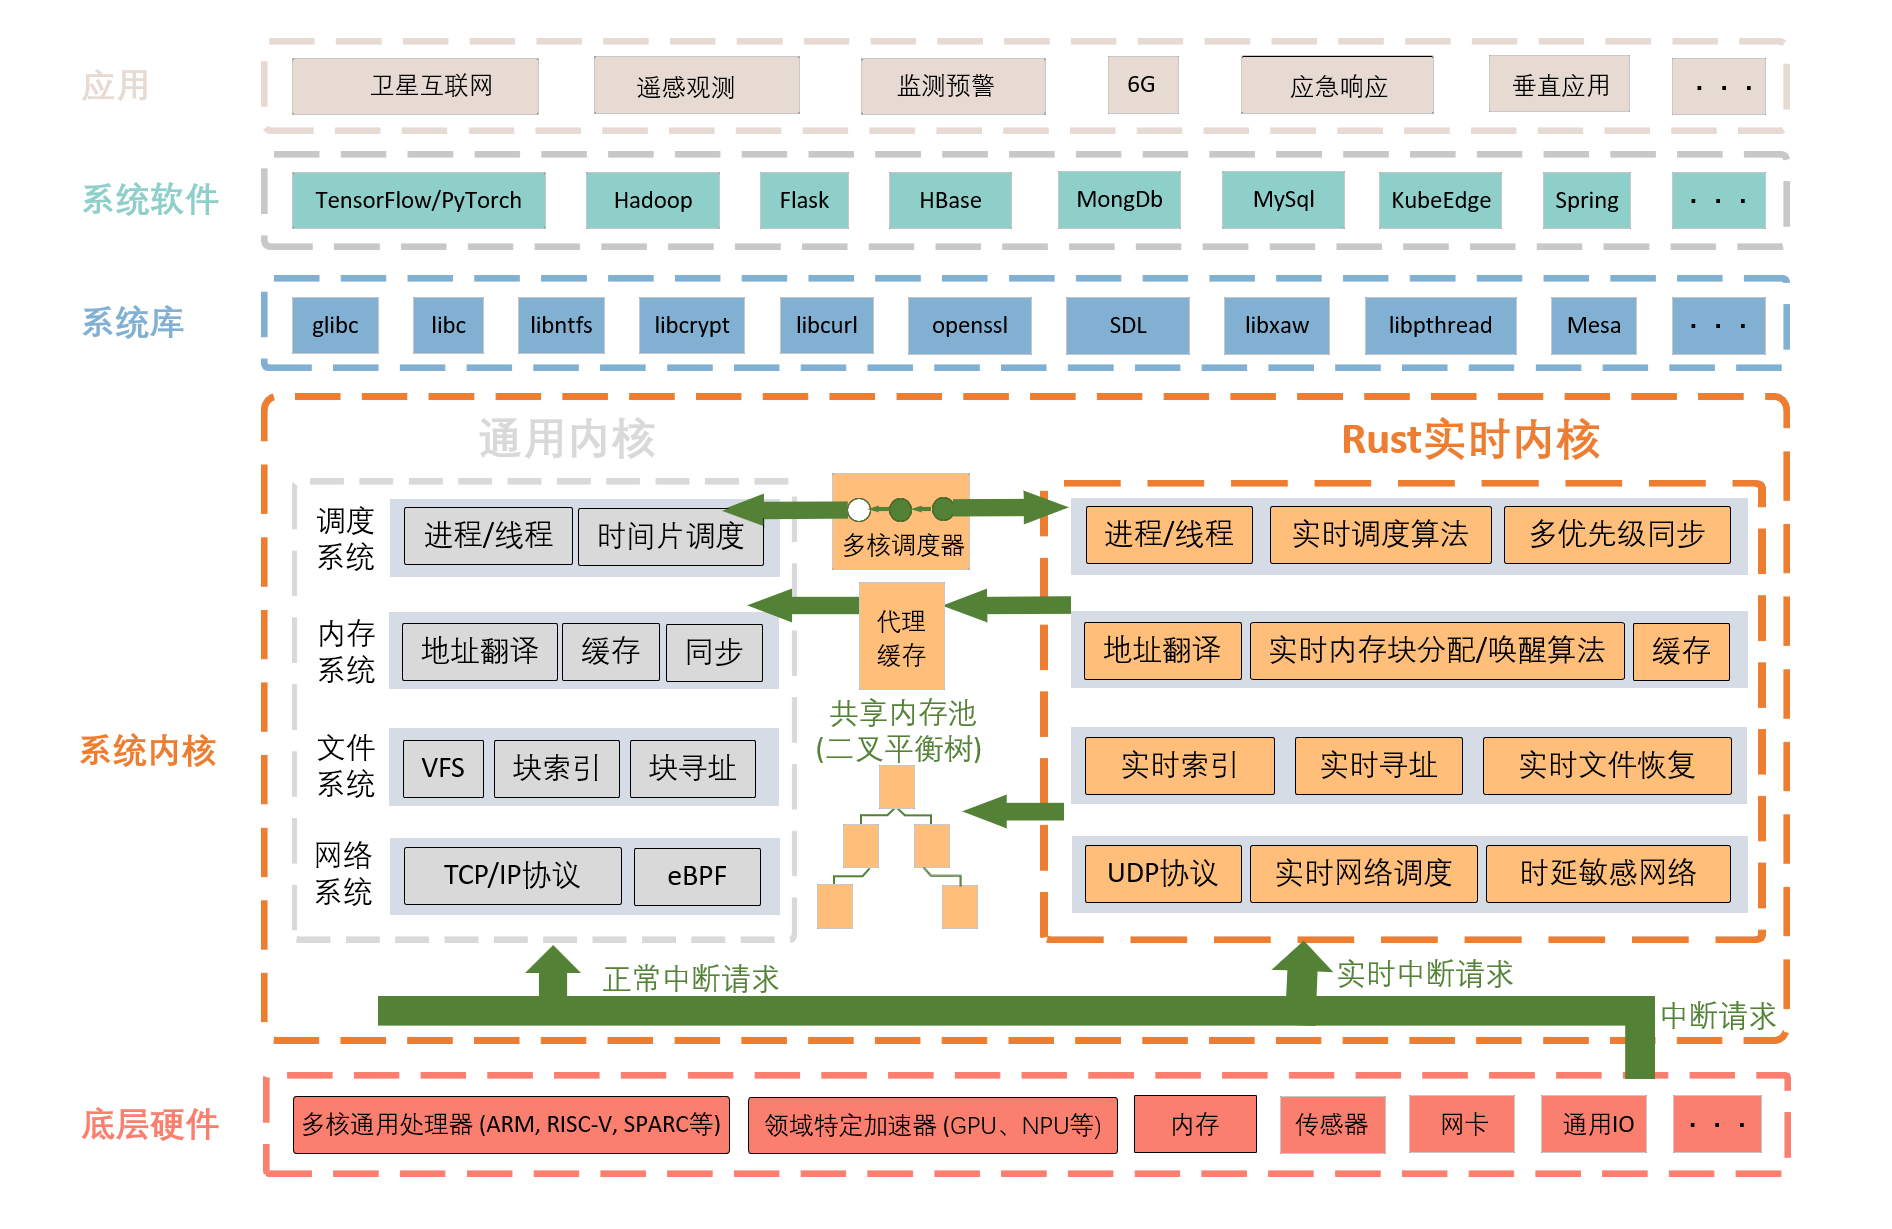 应用
卫星互联网
遥感观测
监测预警
6G
应急响应
垂直应用
· · ·
系统软件
TensorFlow/PyTorch
Hadoop
Flask
HBase
MongDb
MySql
KubeEdge
Spring
· · ·
系统库
glibc
libc
libntfs
libcrypt
libcurl
openssl
SDL
libxaw
libpthread
Mesa
· · ·
系统内核
通用内核
调度
系统
进程/线程
时间片调度
内存
系统
地址翻译
缓存
同步
文件
系统
VFS
块索引
块寻址
网络
系统
TCP/IP协议
eBPF
多核调度器
代理
缓存
共享内存池
(二叉平衡树)
Rust实时内核
进程/线程
实时调度算法
多优先级同步
地址翻译
实时内存块分配/唤醒算法
缓存
实时索引
实时寻址
实时文件恢复
UDP协议
实时网络调度
时延敏感网络
正常中断请求
实时中断请求
中断请求
底层硬件
多核通用处理器 (ARM, RISC-V, SPARC等)
领域特定加速器 (GPU、NPU等)
内存
传感器
网卡
通用IO
· · ·